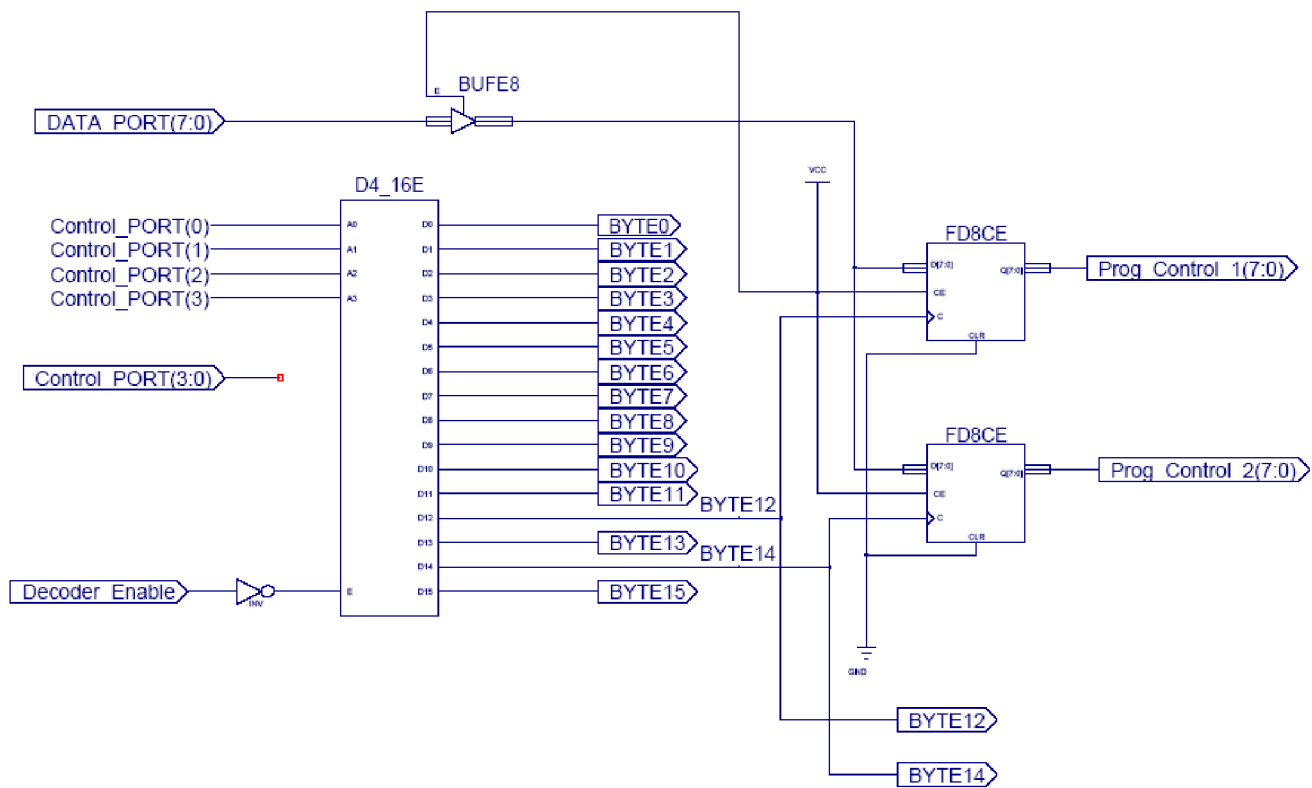 BUFE8
E
DATA_PORT(7:0)
VCC
D4_16E
Control_PORT(0)
A0
D0
BYTE0
Control_PORT(1)
A1
D1
BYTE1
Control_PORT(2)
A2
D2
BYTE2
Control_PORT(3)
A3
D3
BYTE3
D4
BYTE4
D5
BYTE5
Control_PORT(3:0)
D6
BYTE6
D7
BYTE7
D8
BYTE8
D9
BYTE9
D10
BYTE10
D11
BYTE11
D12
BYTE12
D13
BYTE13
D14
BYTE14
D15
BYTE15
Decoder_Enable
INV
E
FD8CE
D[7:0]
Q[7:0]
Prog_Control_1(7:0)
CE
C
CLR
FD8CE
D[7:0]
Q[7:0]
Prog_Control_2(7:0)
CE
C
CLR
GND
BYTE12
BYTE14